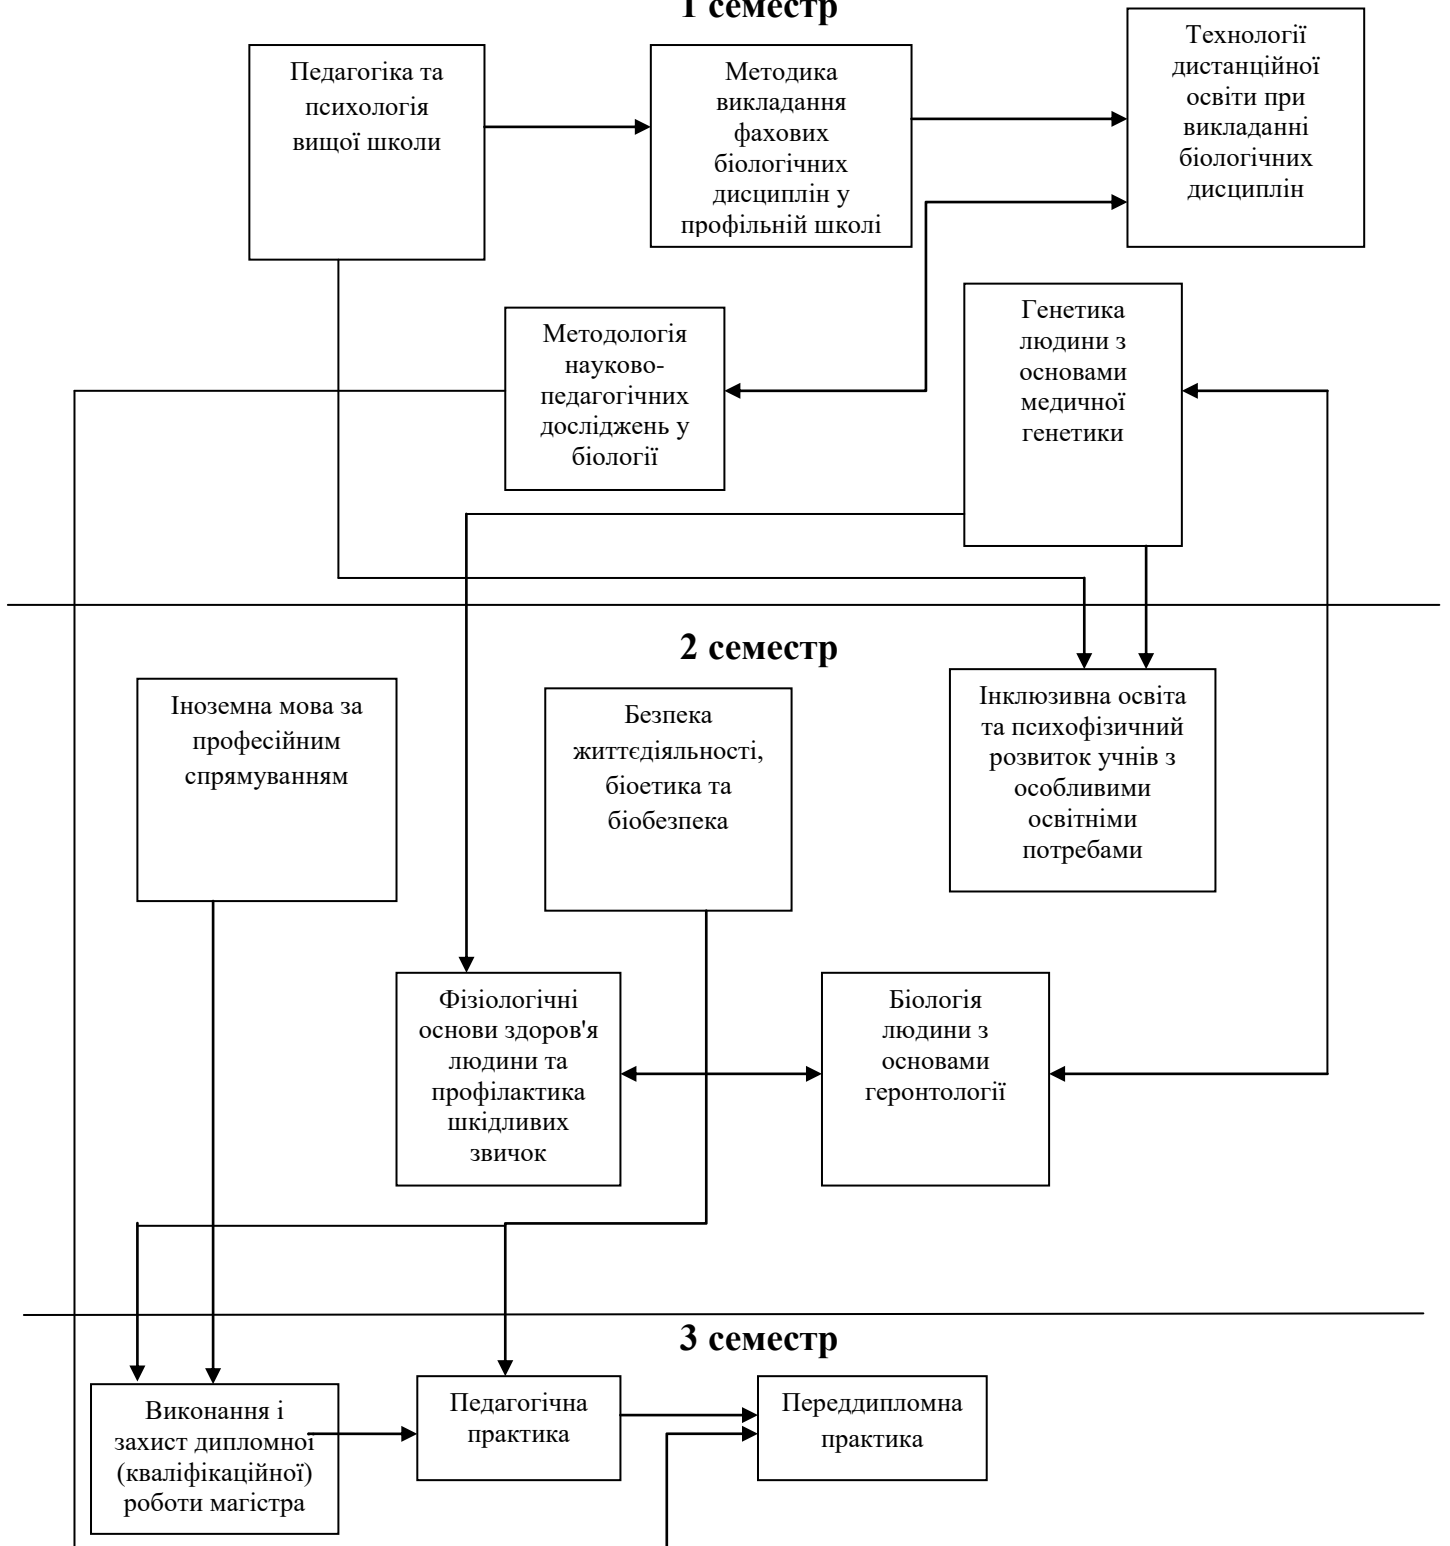 1 семестр
Педагогіка та
психологія
вищої школи
Методика
викладання
фахових
біологічних
дисциплін у
профільній школі
Технології
дистанційної
освіти при
викладанні
біологічних
дисциплін
Методологія
науково-
педагогічних
досліджень у
біології
Генетика
людини з
основами
медичної
генетики
2 семестр
Іноземна мова за
професійним
спрямуванням
Безпека
життєдіяльності,
біоетика та
біобезпека
Інклюзивна освіта
та психофізичний
розвиток учнів з
особливими
освітніми
потребами
Фізіологічні
основи здоров'я
людини та
профілактика
шкідливих
звичок
Біологія
людини з
основами
геронтології
3 семестр
Виконання і
захист дипломної
(кваліфікаційної)
роботи магістра
Педагогічна
практика
Переддипломна
практика